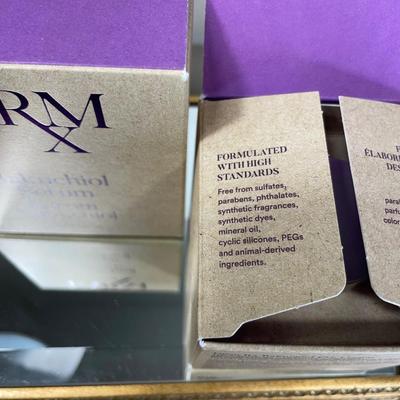 RM
X
FORMULATED
WITH HIGH
STANDARDS
Free from sulfates,
parabens, phthalates,
synthetic fragrances,
synthetic dyes,
mineral oil,
cyclic silicones, PEGs
and animal-derived
ingredients.
ÉLABOR
DES
para
parfu
color